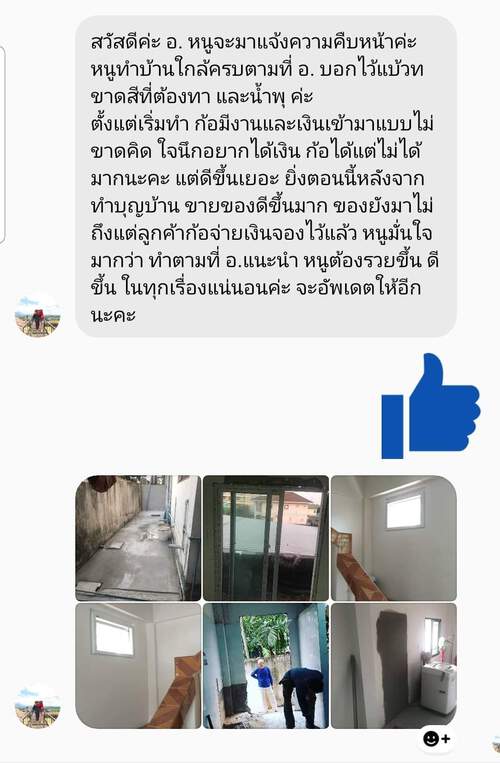 สวัสดีค่ะ อ. หนูจะมาแจ้งความคืบหน้าค่ะ
หนูทำบ้านใกล้ครบตามที่ อ. บอกไว้แบ้วท
ขาดสีที่ต้องทา และน้ำพุ ค่ะ
ตั้งแต่เริ่มทำ ก้อมีงานและเงินเข้ามาแบบไม่
ขาดคิด ใจนึกอยากได้เงิน ก้อได้แต่ไม่ได้
มากนะคะ แต่ดีขึ้นเยอะ ยิ่งตอนนี้หลังจาก
ทำบุญบ้าน ขายของดีขึ้นมาก ของยังมาไม่
ถึงแต่ลูกค้าก้อจ่ายเงินจองไว้แล้ว หนูมั่นใจ
มากว่า ทำตามที่ อ.แนะนำ หนูต้องรวยขึ้น ดี
ขึ้น ในทุกเรื่องแน่นอนค่ะ จะอัพเดตให้อีก
นะคะ